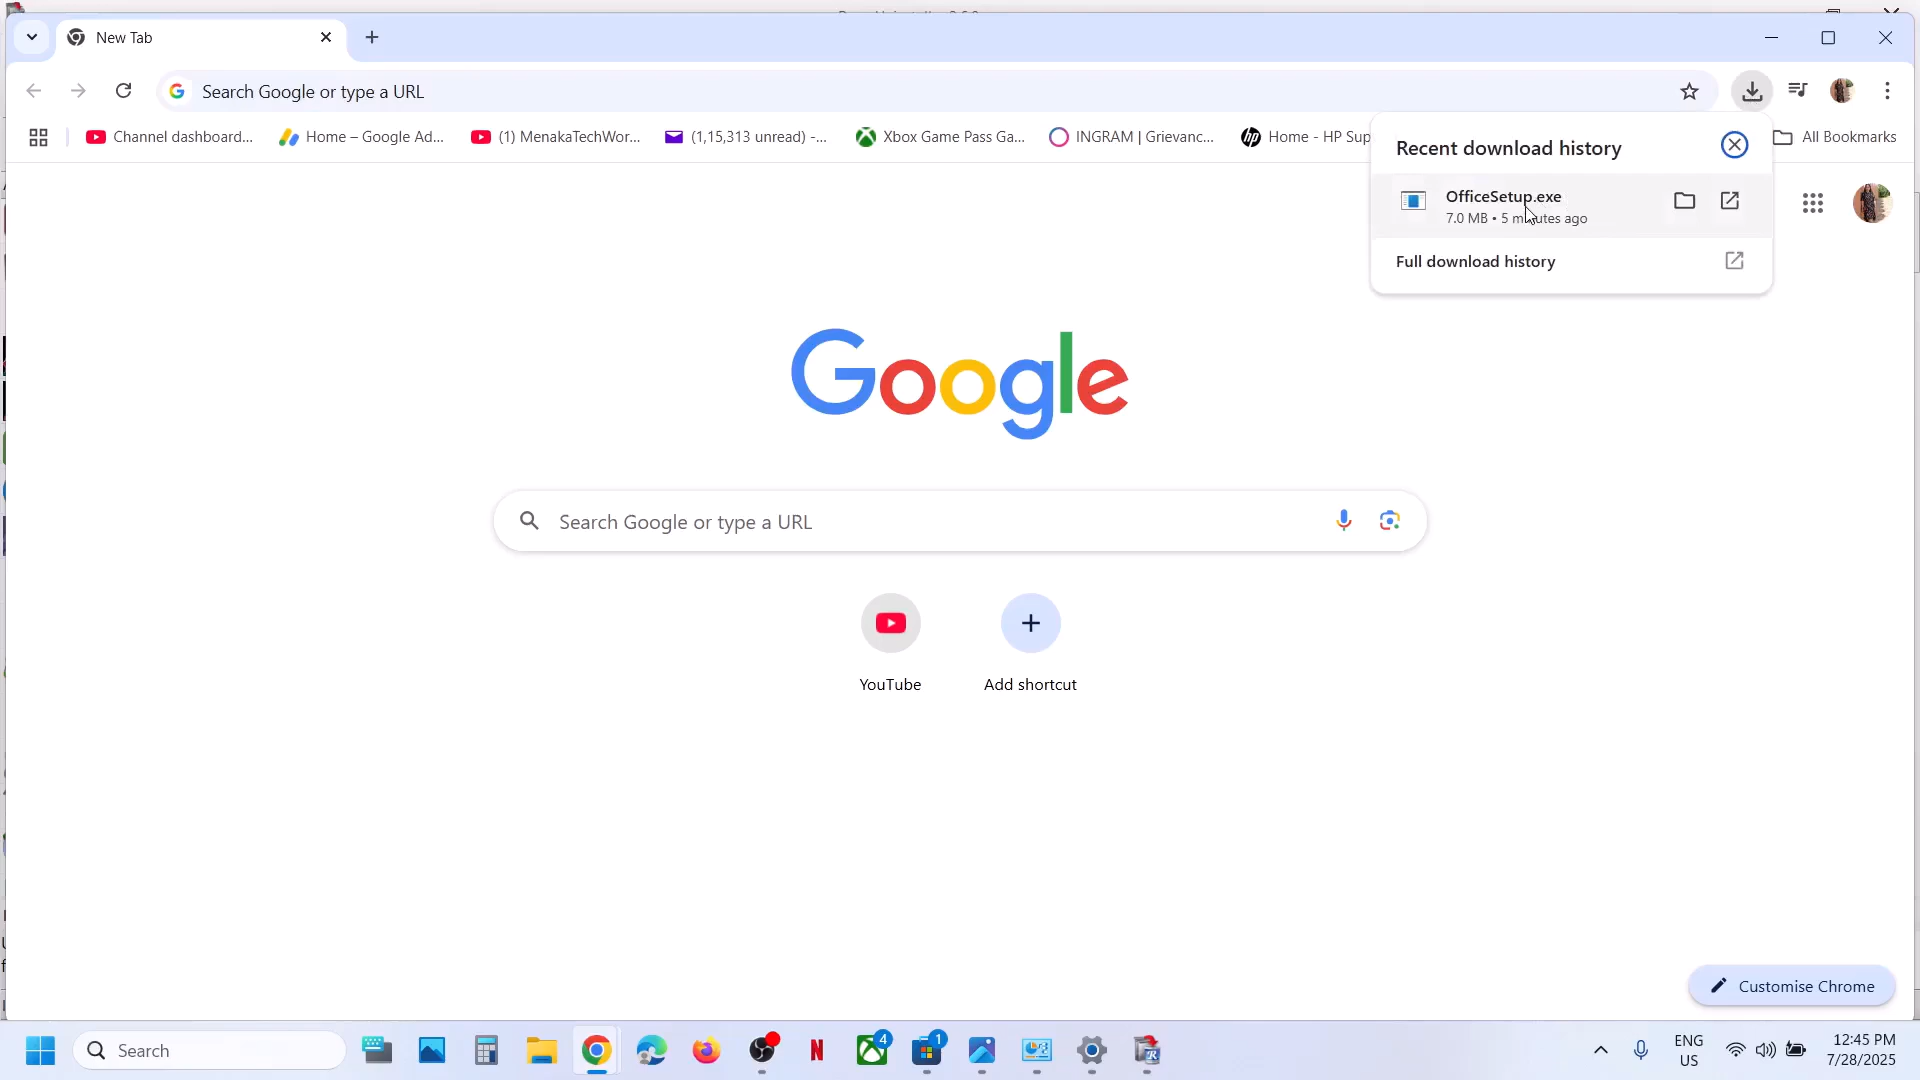 New Tab
Search Google or type a URL
Channel dashboard...
Home – Google Ad...
(1) MenakaTechWor...
(1,15,313 unread) -...
Xbox Game Pass Ga...
INGRAM | Grievanc...
Home - HP Sup
All Bookmarks
Recent download history
OfficeSetup.exe
7.0 MB • 5 minutes ago
Full download history
Google
Search Google or type a URL
YouTube
Add shortcut
Customise Chrome
Search
4
1
ENG
US
12:45 PM
7/28/2025